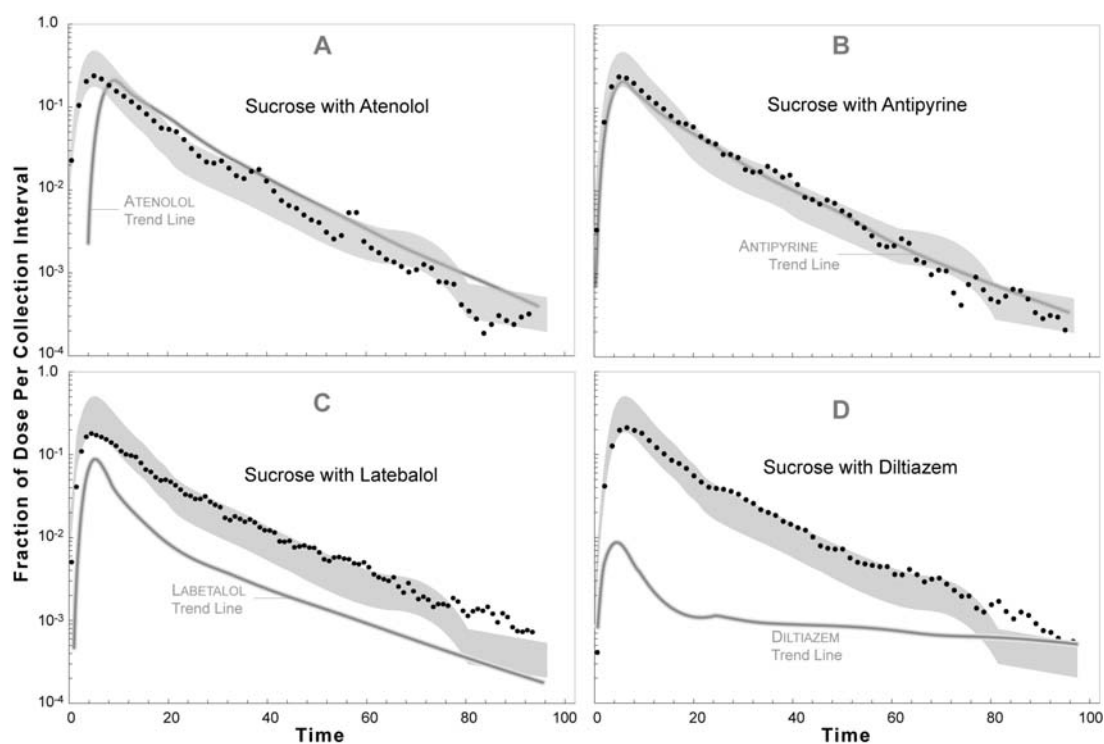 A
B
Sucrose with Atenolol
Sucrose with Antipyrine
ATENOLOL
Trend Line
ANTIPYRINE
Trend Line
1.0
10-1
10-2
10-3
10-4
Fraction of Dose Per Collection Interval
C
D
Sucrose with Latebalol
Sucrose with Diltiazem
LABETALOL
Trend Line
DILTIAZEM
Trend Line
1.0
10-1
10-2
10-3
10-4
0 20 40 60 80 100
0 20 40 60 80 100
Time
Time